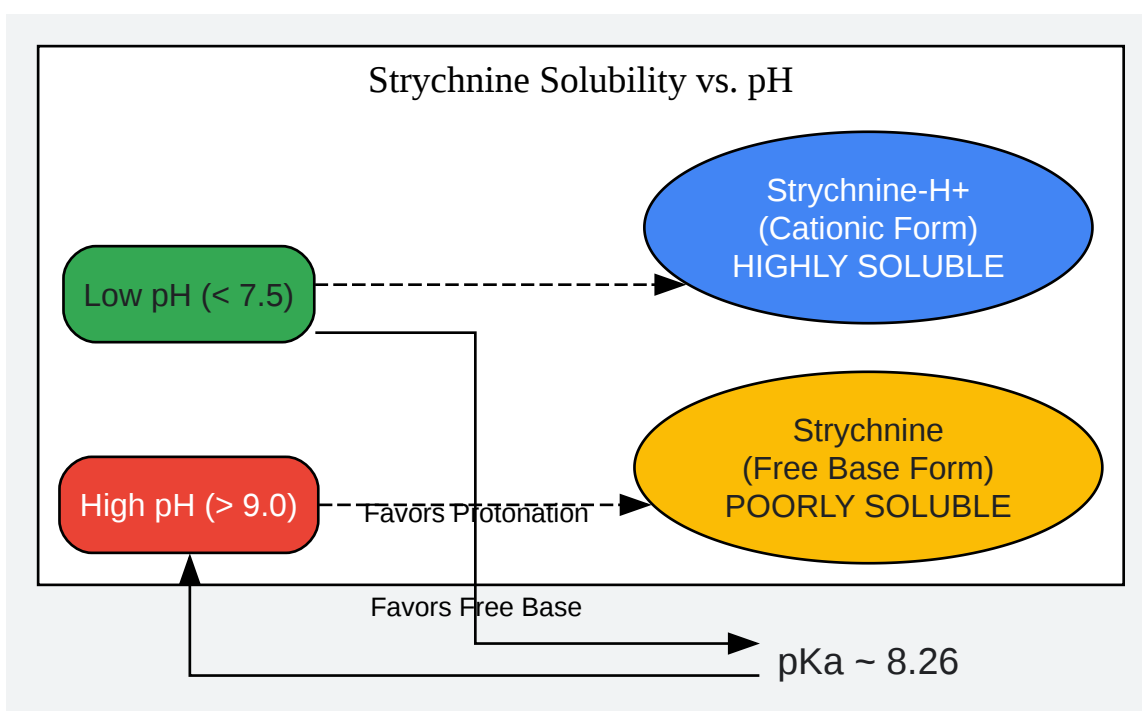 Strychnine Solubility vs. pH
Strychnine-H+
(Cationic Form)
HIGHLY SOLUBLE
Low pH (< 7.5)
Strychnine
(Free Base Form)
POORLY SOLUBLE
High pH (> 9.0)
Favors Protonation
Favors Free Base
pKa ~ 8.26